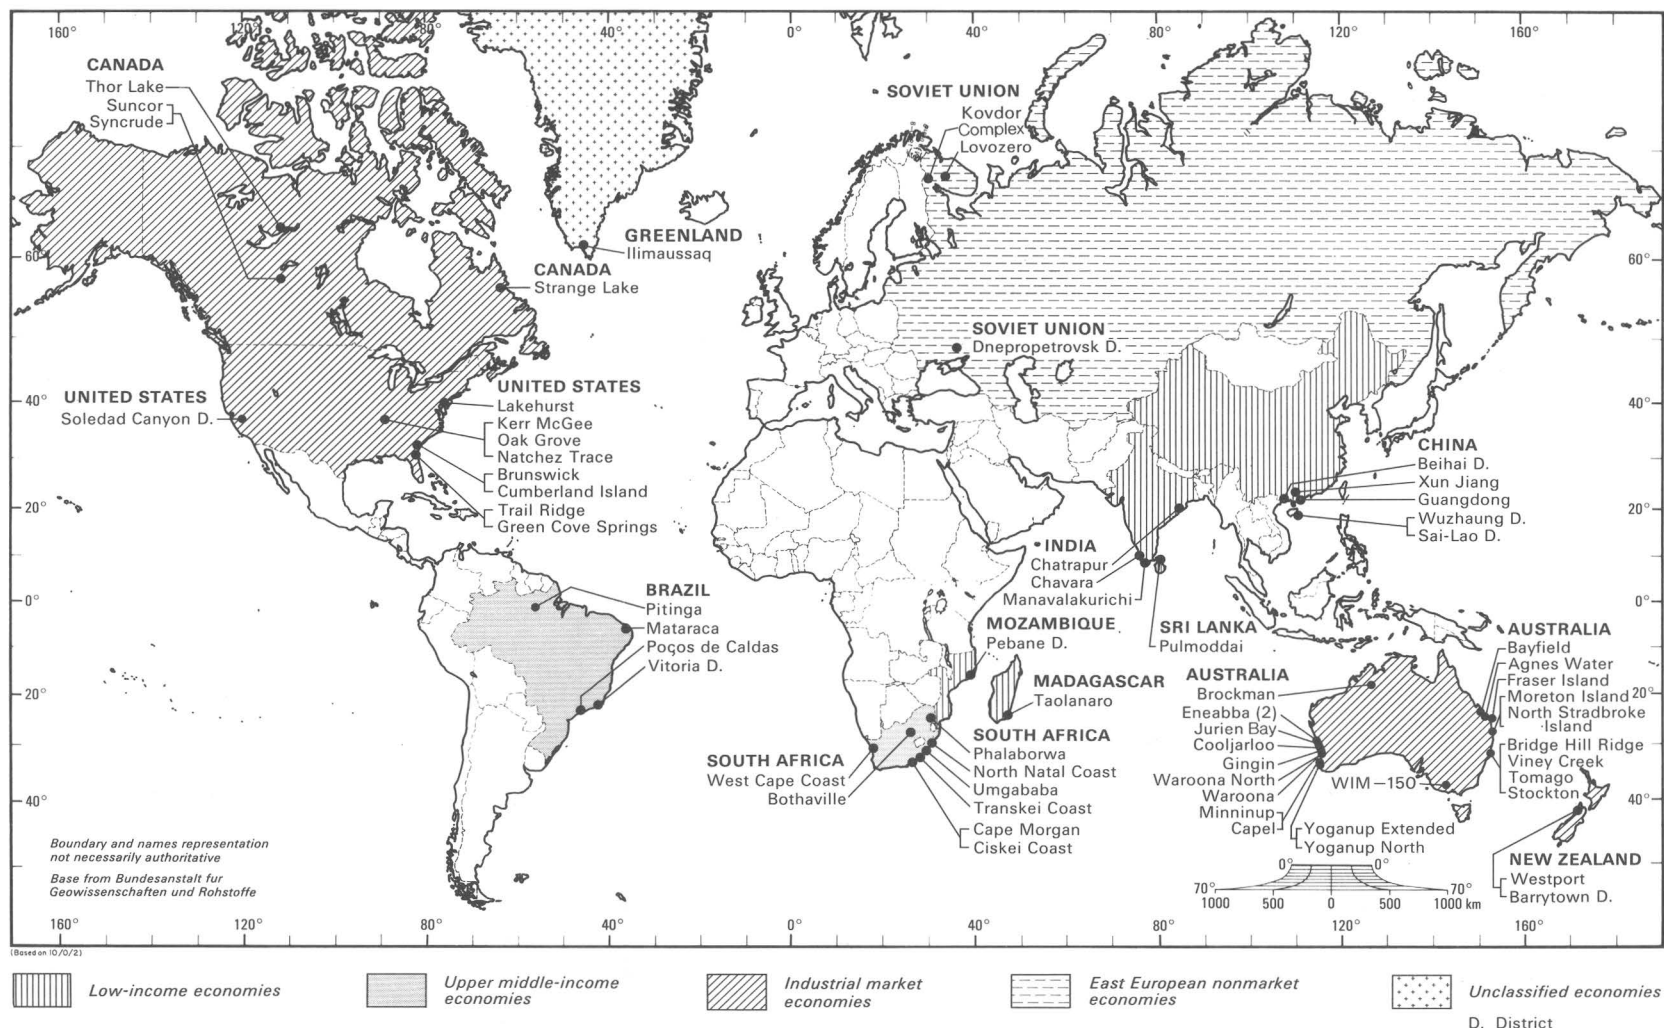 160°
120°
80°
40°
0°
40°
80°
120°
160°
CANADA
Thor Lake
Suncor
Syncrude
SOVIET UNION
Kovdor
Complex
Lovozero
GREENLAND
Ilimaussaq
CANADA
Strange Lake
60°
60°
SOVIET UNION
Dnepropetrovsk D.
UNITED STATES
Soledad Canyon D.
UNITED STATES
Lakehurst
Kerr McGee
Oak Grove
Natchez Trace
Brunswick
Cumberland Island
Trail Ridge
Green Cove Springs
40°
40°
CHINA
Beihai D.
Xun Jiang
Guangdong
Wuzhaung D.
Sai-Lao D.
20°
20°
INDIA
Chatrapur
Chavara
Manavalakurichi
BRAZIL
Pitinga
Mataraca
Poços de Caldas
Vitoria D.
0°
0°
MOZAMBIQUE
Pebane D.
SRI LANKA
Pulmoddai
MADAGASCAR
Taolanaro
AUSTRALIA
Brockman
Eneabba (2)
Jurien Bay
Cooljarloo
Gingin
Waroona North
Waroona
Minninup
Capel
Yoganup Extended
Yoganup North
WIM-150
AUSTRALIA
Bayfield
Agnes Water
Fraser Island
Moreton Island
North Stradbroke
Island
Bridge Hill Ridge
Viney Creek
Tomago
Stockton
20°
20°
SOUTH AFRICA
West Cape Coast
Bothaville
SOUTH AFRICA
Phalaborwa
North Natal Coast
Umgababa
Transkei Coast
Cape Morgan
Ciskei Coast
40°
40°
NEW ZEALAND
Westport
Barrytown D.
Boundary and names representation
not necessarily authoritative
Base from Bundesanstalt fur
Geowissenschaften und Rohstoffe
0° 0°
70° 70°
1000 500 0 500 1000 km
160°
120°
80°
40°
0°
40°
80°
120°
160°
(Based on 10/0/2)
Low-income economies
Upper middle-income
economies
Industrial market
economies
East European nonmarket
economies
Unclassified economies
D. District